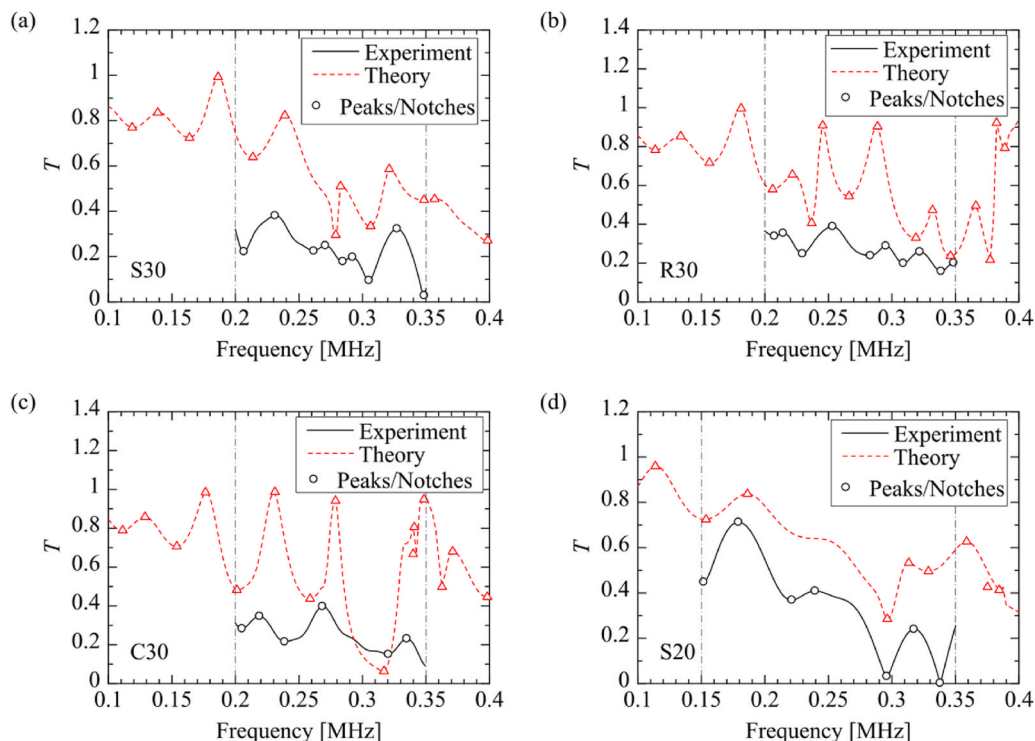 (a)
1.2
1
0.8
0.6
0.4
0.2
0
T
Experiment
Theory
Peaks/Notches
S30
0.1 0.15 0.2 0.25 0.3 0.35 0.4
Frequency [MHz]
(b)
1.4
1.2
1
0.8
0.6
0.4
0.2
0
T
Experiment
Theory
Peaks/Notches
R30
0.1 0.15 0.2 0.25 0.3 0.35 0.4
Frequency [MHz]
(c)
1.4
1.2
1
0.8
0.6
0.4
0.2
0
T
Experiment
Theory
Peaks/Notches
C30
0.1 0.15 0.2 0.25 0.3 0.35 0.4
Frequency [MHz]
(d)
1.2
1
0.8
0.6
0.4
0.2
0
T
Experiment
Theory
Peaks/Notches
S20
0.1 0.15 0.2 0.25 0.3 0.35 0.4
Frequency [MHz]